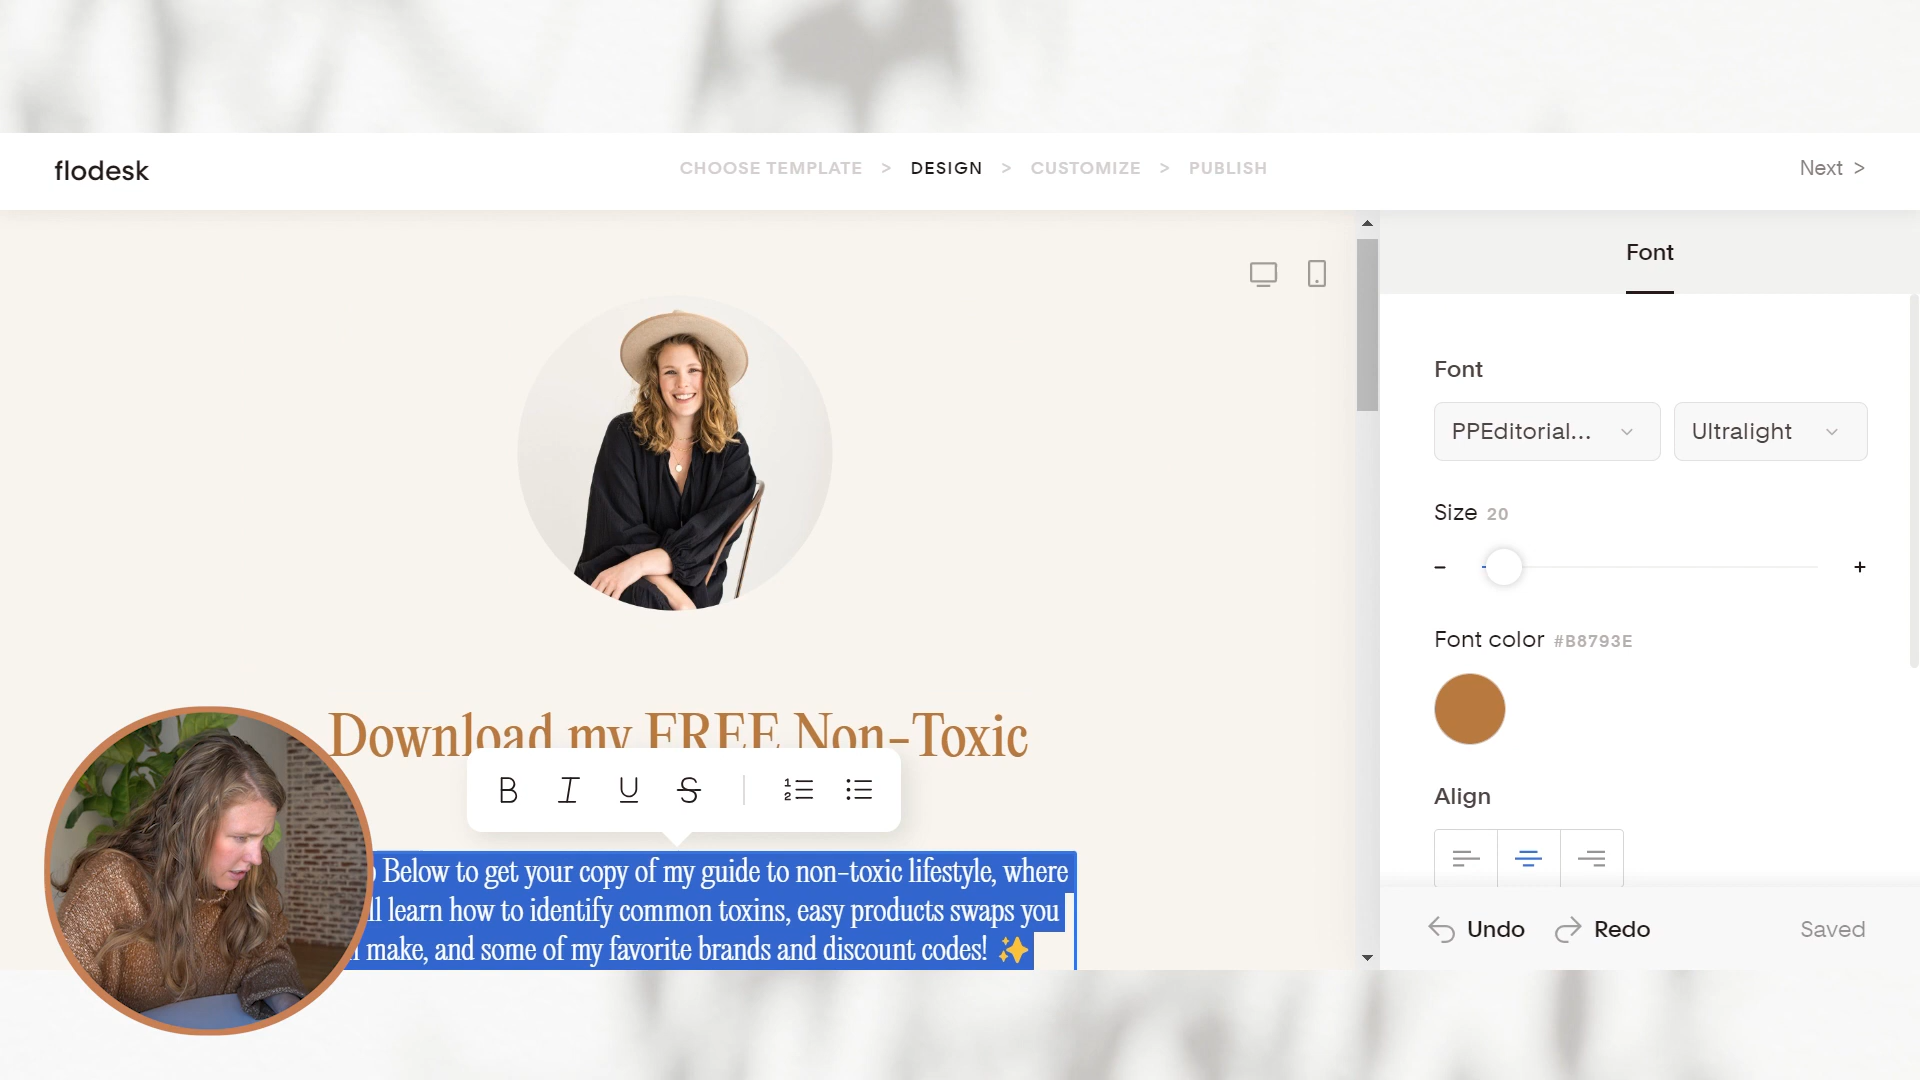 flodesk
CHOOSE TEMPLATE > DESIGN > CUSTOMIZE > PUBLISH
Next >
Font
Font
PPEditorial...
Ultralight
Size 20
- +
Font color #B8793E
Download my FREE Non-Toxic
B I U S
Align
Below to get your copy of my guide to non-toxic lifestyle, where
learn how to identify common toxins, easy products swaps you
make, and some of my favorite brands and discount codes! ✨
Undo Redo Saved